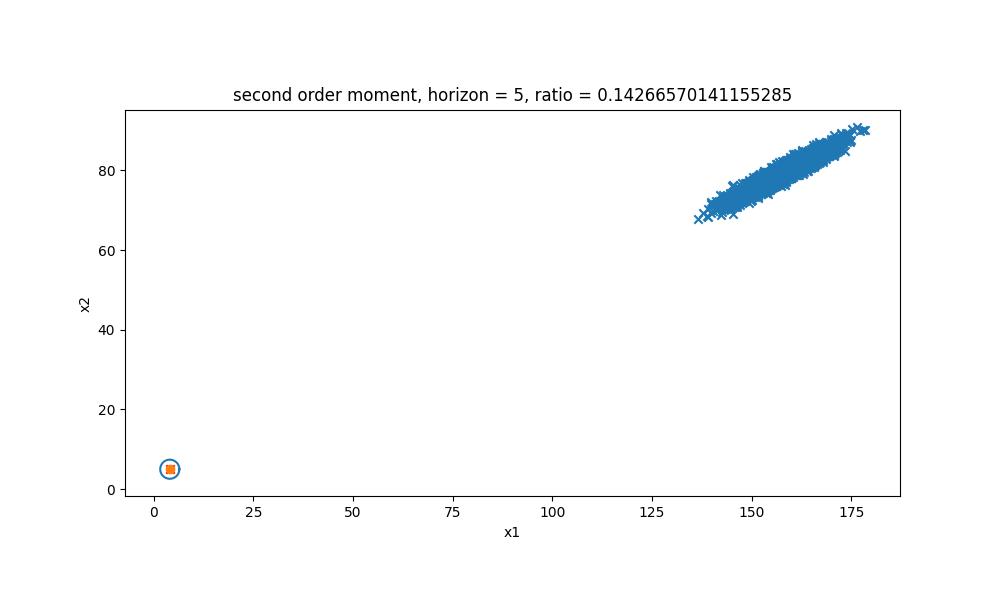 second order moment, horizon = 5, ratio = 0.14266570141155285
80
60
40
20
0
x2
0 25 50 75 100 125 150 175
x1